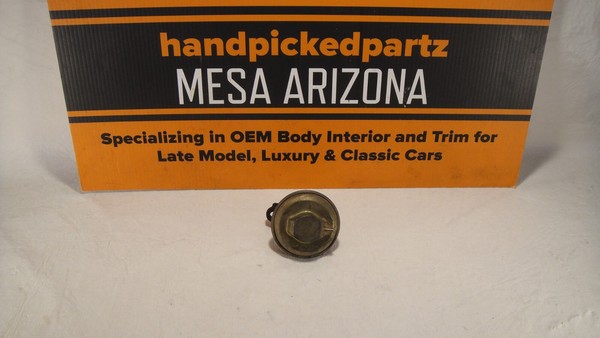 handpickedpartz
MESA ARIZONA
Specializing in OEM Body Interior and Trim for
Late Model, Luxury & Classic Cars